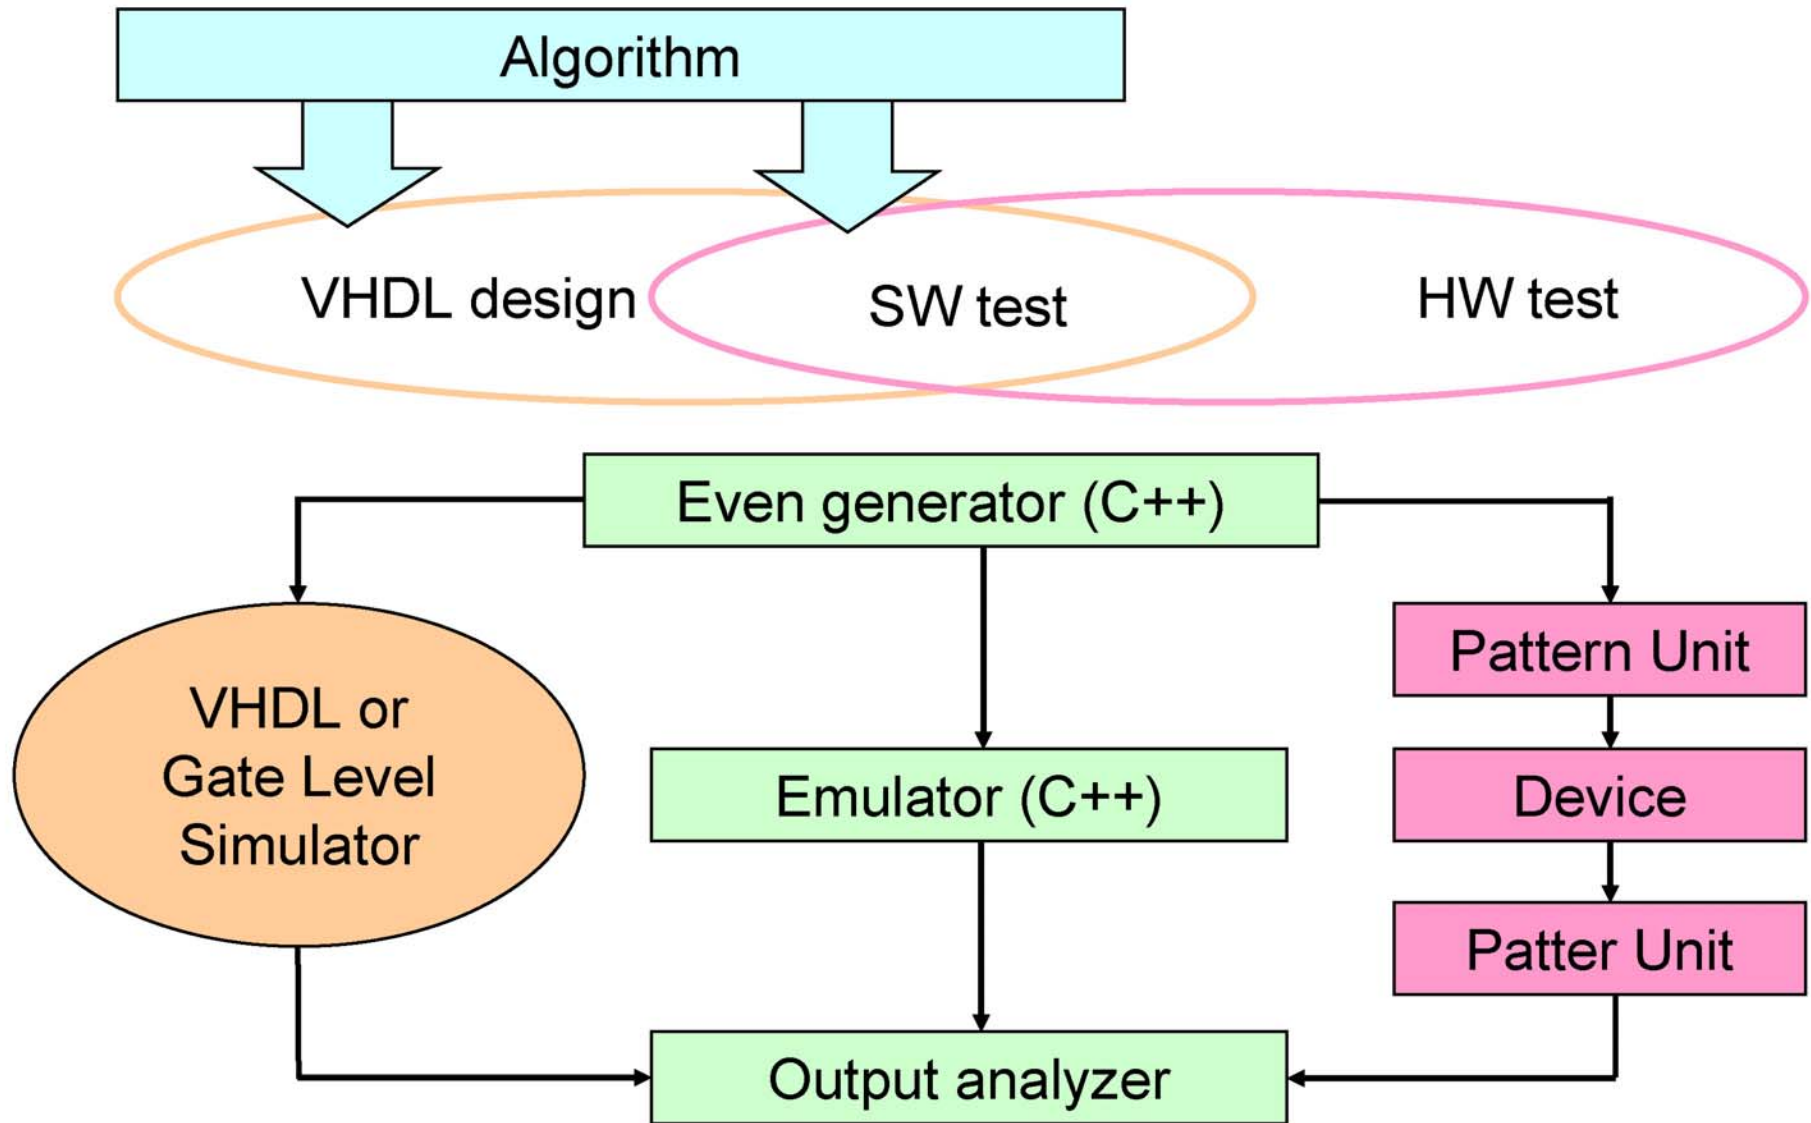 Algorithm
VHDL design
SW test
HW test
Even generator (C++)
VHDL or
Gate Level
Simulator
Emulator (C++)
Pattern Unit
Device
Patter Unit
Output analyzer